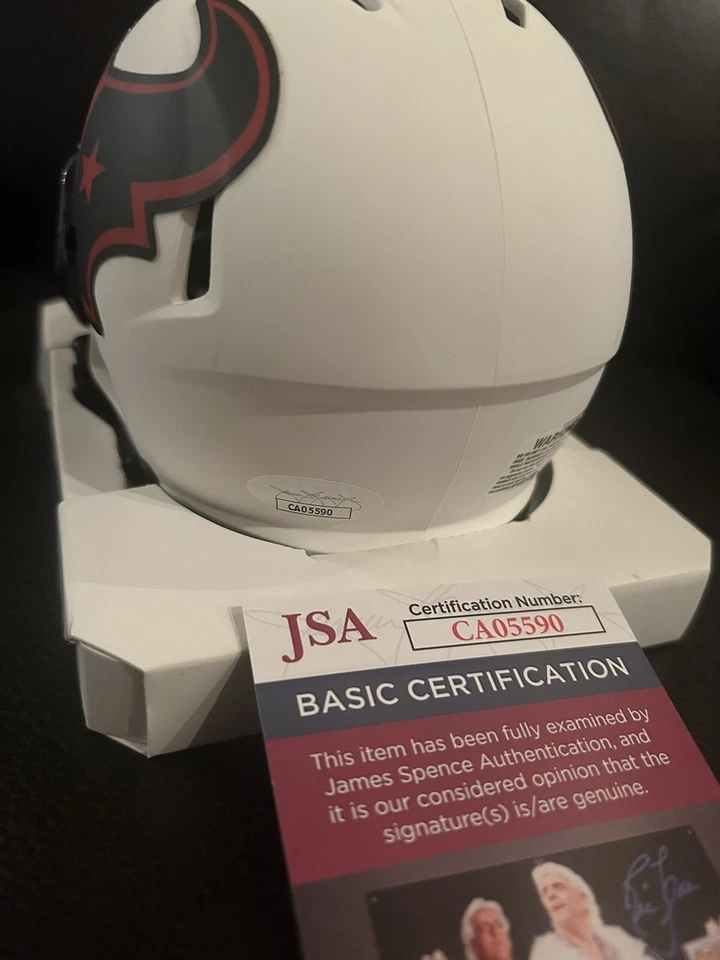 WAR
CA05590
JSA
Certification Number:
CA05590
BASIC CERTIFICATION
This item has been fully examined by
James Spence Authentication, and
it is our considered opinion that the
signature(s) is/are genuine.